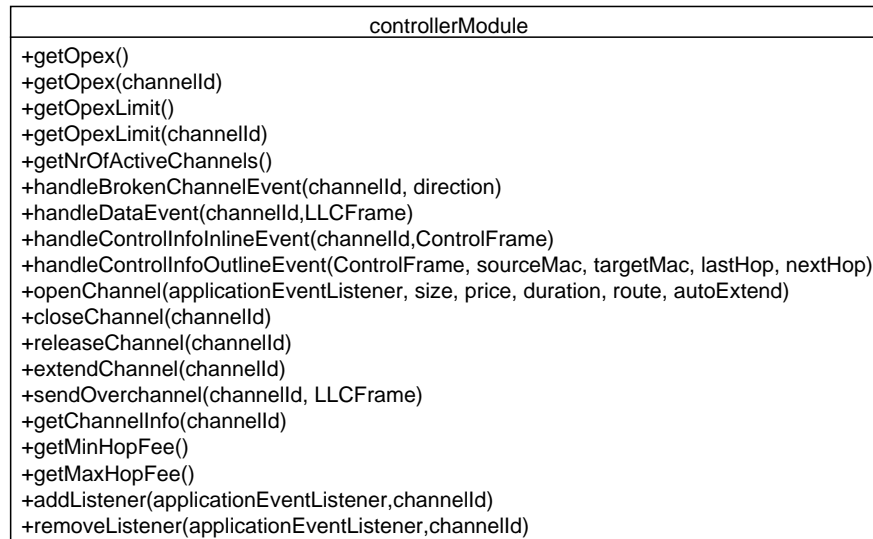 controllerModule
+getOpex()
+getOpex(channelId)
+getOpexLimit()
+getOpexLimit(channelId)
+getNrOfActiveChannels()
+handleBrokenChannelEvent(channelId, direction)
+handleDataEvent(channelId,LLCFrame)
+handleControlInfoInlineEvent(channelId,ControlFrame)
+handleControlInfoOutlineEvent(ControlFrame, sourceMac, targetMac, lastHop, nextHop)
+openChannel(applicationEventListener, size, price, duration, route, autoExtend)
+closeChannel(channelId)
+releaseChannel(channelId)
+extendChannel(channelId)
+sendOverchannel(channelId, LLCFrame)
+getChannelInfo(channelId)
+getMinHopFee()
+getMaxHopFee()
+addListener(applicationEventListener,channelId)
+removeListener(applicationEventListener,channelId)